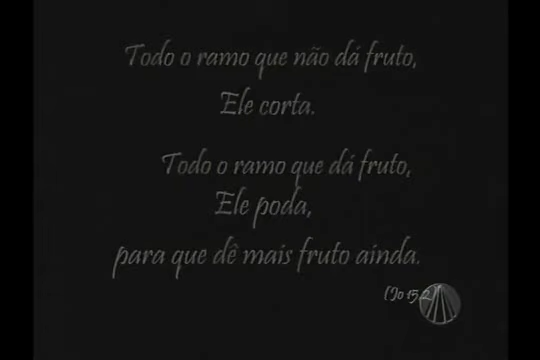 Todo o ramo que não dá fruto,
Ele corta.
Todo o ramo que dá fruto,
Ele poda,
para que dê mais fruto ainda.
(Jo 15,2)